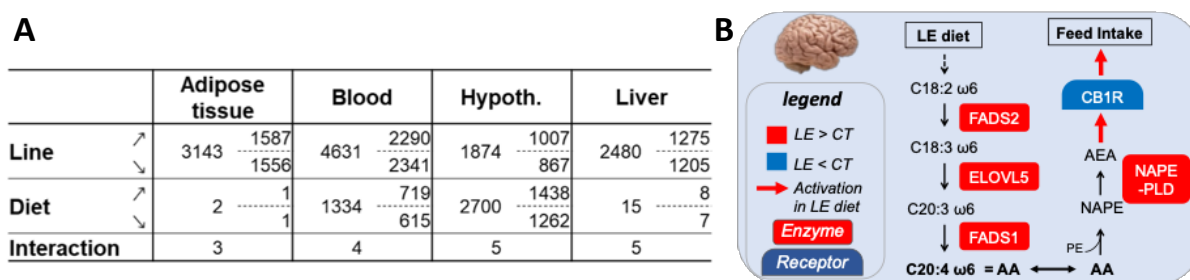 A
Adipose tissue Blood Hypoth. Liver
Line ↗ 3143 1587 4631 2290 1874 1007 2480 1275
↘ 1556 2341 867 1205
Diet ↗ 2 1 1334 719 2700 1438 15 8
↘ 1 615 1262 7
Interaction 3 4 5 5
B
legend
LE > CT
LE < CT
Activation
in LE diet
Enzyme
Receptor
LE diet
C18:2 ω6
FADS2
C18:3 ω6
ELOVL5
C20:3 ω6
FADS1
C20:4 ω6 = AA
Feed Intake
CB1R
AEA
NAPE
-PLD
NAPE
PE
AA